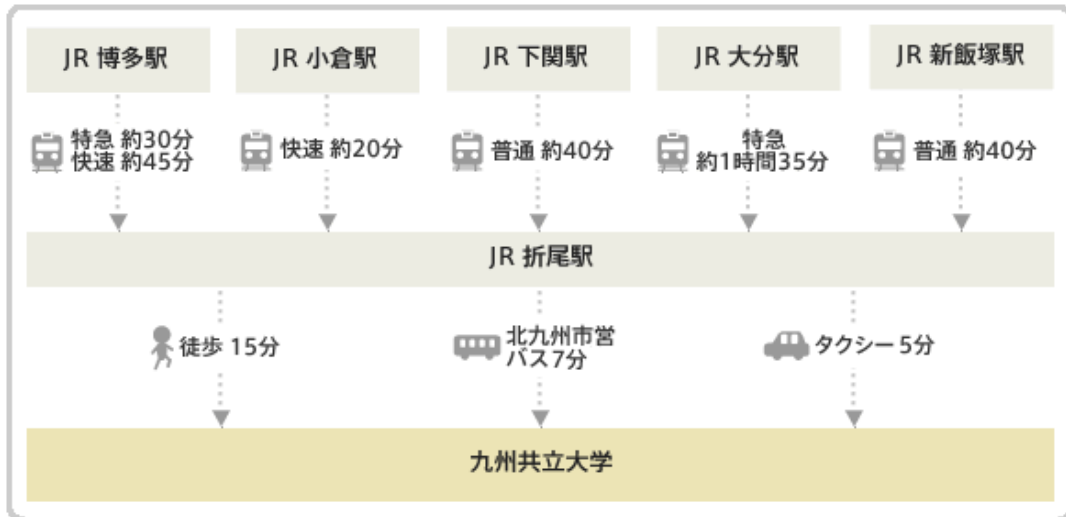 JR 博多駅
JR 小倉駅
JR 下関駅
JR 大分駅
JR 新飯塚駅
特急 約30分
快速 約45分
快速 約20分
普通 約40分
特急
約1時間35分
普通 約40分
JR 折尾駅
徒歩 15分
北九州市営
バス7分
タクシー 5分
九州共立大学